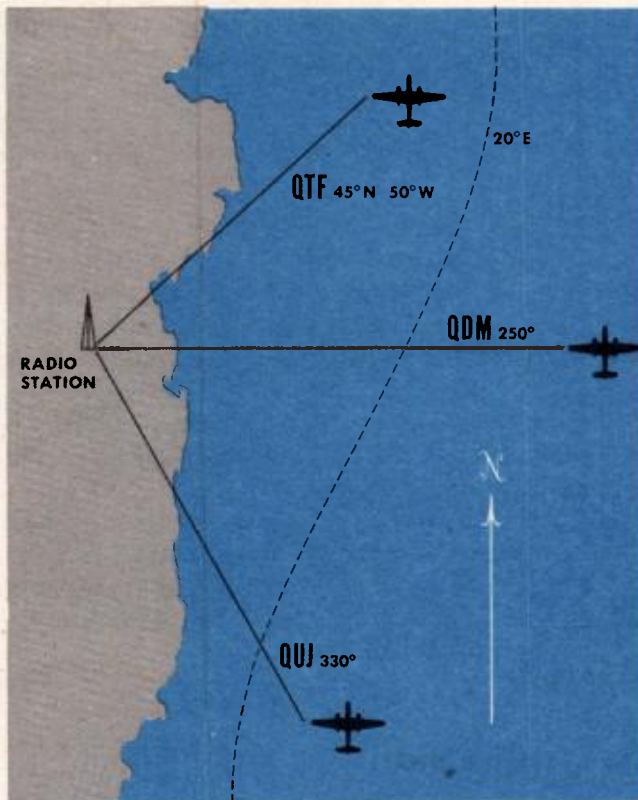 20°E
QTF 45°N 50°W
QDM 250°
RADIO
STATION
N
QUJ 330°